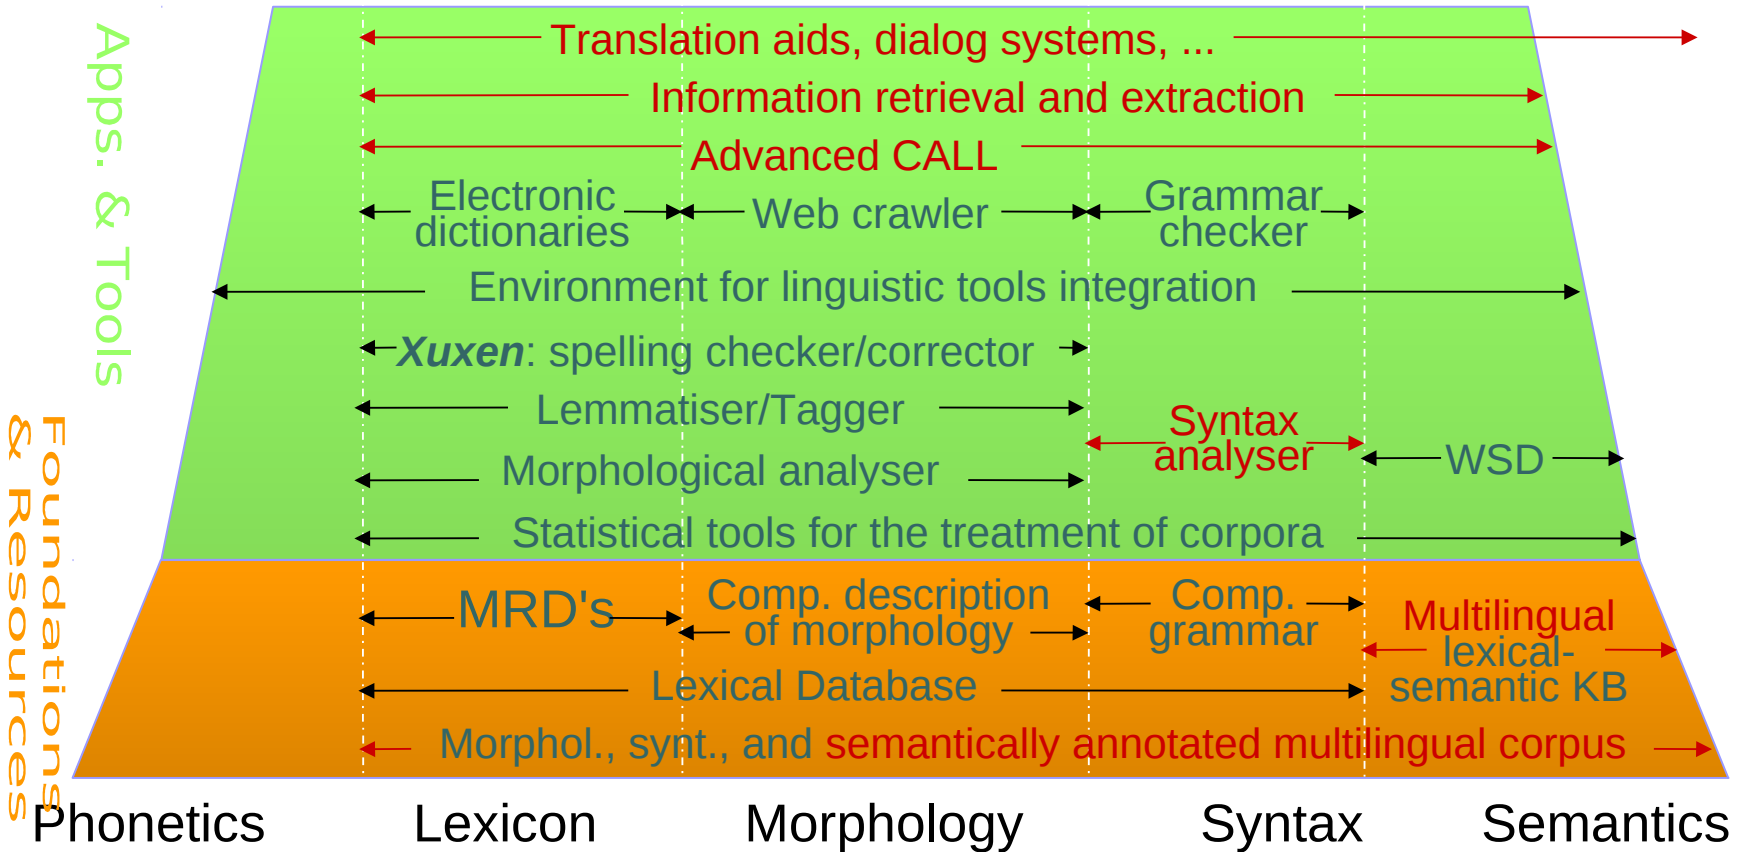 Apps. & Tools
Translation aids, dialog systems, ...
Information retrieval and extraction
Advanced CALL
Electronic
dictionaries
Web crawler
Grammar
checker
Environment for linguistic tools integration
Xuxen: spelling checker/corrector
Lemmatiser/Tagger
Syntax
analyser
WSD
Morphological analyser
Statistical tools for the treatment of corpora
Foundations
& Resources
MRD's
Comp. description
of morphology
Comp.
grammar
Multilingual
lexical-
semantic KB
Lexical Database
Morphol., synt., and semantically annotated multilingual corpus
Phonetics
Lexicon
Morphology
Syntax
Semantics